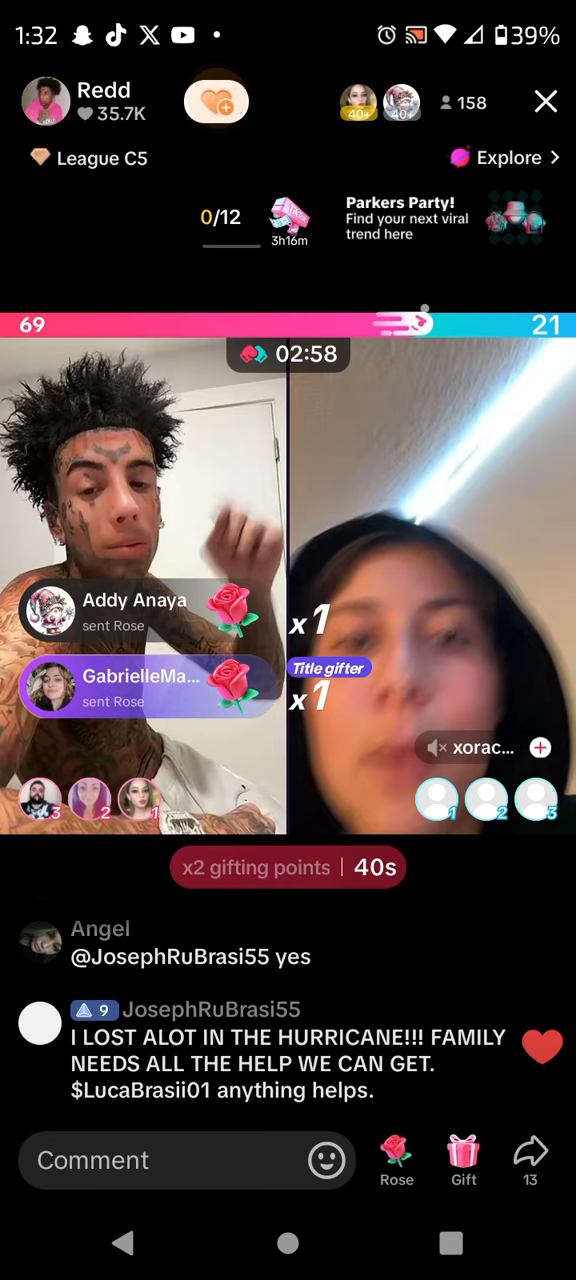 1:32
39%
Redd
35.7K
40+
40+
158
League C5
Explore
0/12
3h16m
Parkers Party!
Find your next viral
trend here
69
21
02:58
Addy Anaya
sent Rose
x1
Title gifter
GabrielleMa...
sent Rose
x1
xorac...
3
2
1
1
2
3
x2 gifting points | 40s
Angel
@JosephRuBrasi55 yes
9 JosephRuBrasi55
I LOST ALOT IN THE HURRICANE!!! FAMILY
NEEDS ALL THE HELP WE CAN GET.
$LucaBrasii01 anything helps.
Comment
Rose
Gift
13